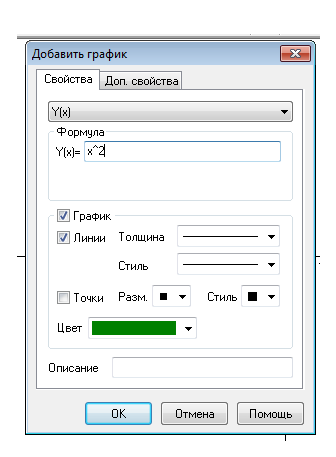 Добавить график
Свойства Доп. свойства
Y(x)
Формула
Y(x)= x^2
График
Линии Толщина
Стиль
Точки Разм. Стиль
Цвет
Описание
OK Отмена Помощь